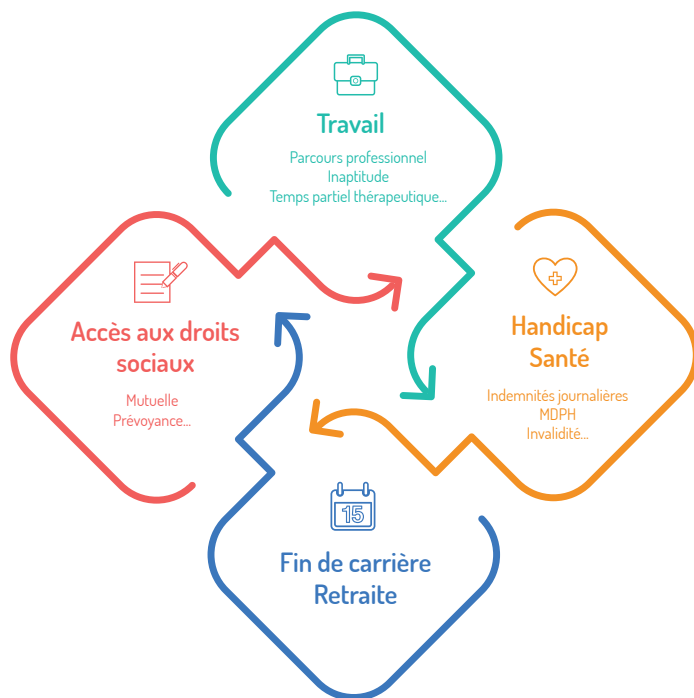 Travail
Parcours professionnel
Inaptitude
Temps partiel thérapeutique...
Accès aux droits
sociaux
Mutuelle
Prévoyance...
Handicap
Santé
Indemnités journalières
MDPH
Invalidité...
15
Fin de carrière
Retraite